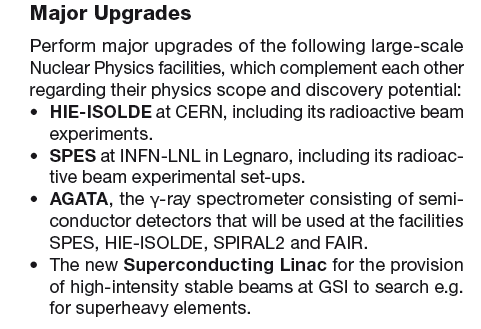 Major Upgrades
Perform major upgrades of the following large-scale
Nuclear Physics facilities, which complement each other
regarding their physics scope and discovery potential:
• HIE-ISOLDE at CERN, including its radioactive beam
experiments.
• SPES at INFN-LNL in Legnaro, including its radioac-
tive beam experimental set-ups.
• AGATA, the γ-ray spectrometer consisting of semi-
conductor detectors that will be used at the facilities
SPES, HIE-ISOLDE, SPIRAL2 and FAIR.
• The new Superconducting Linac for the provision
of high-intensity stable beams at GSI to search e.g.
for superheavy elements.